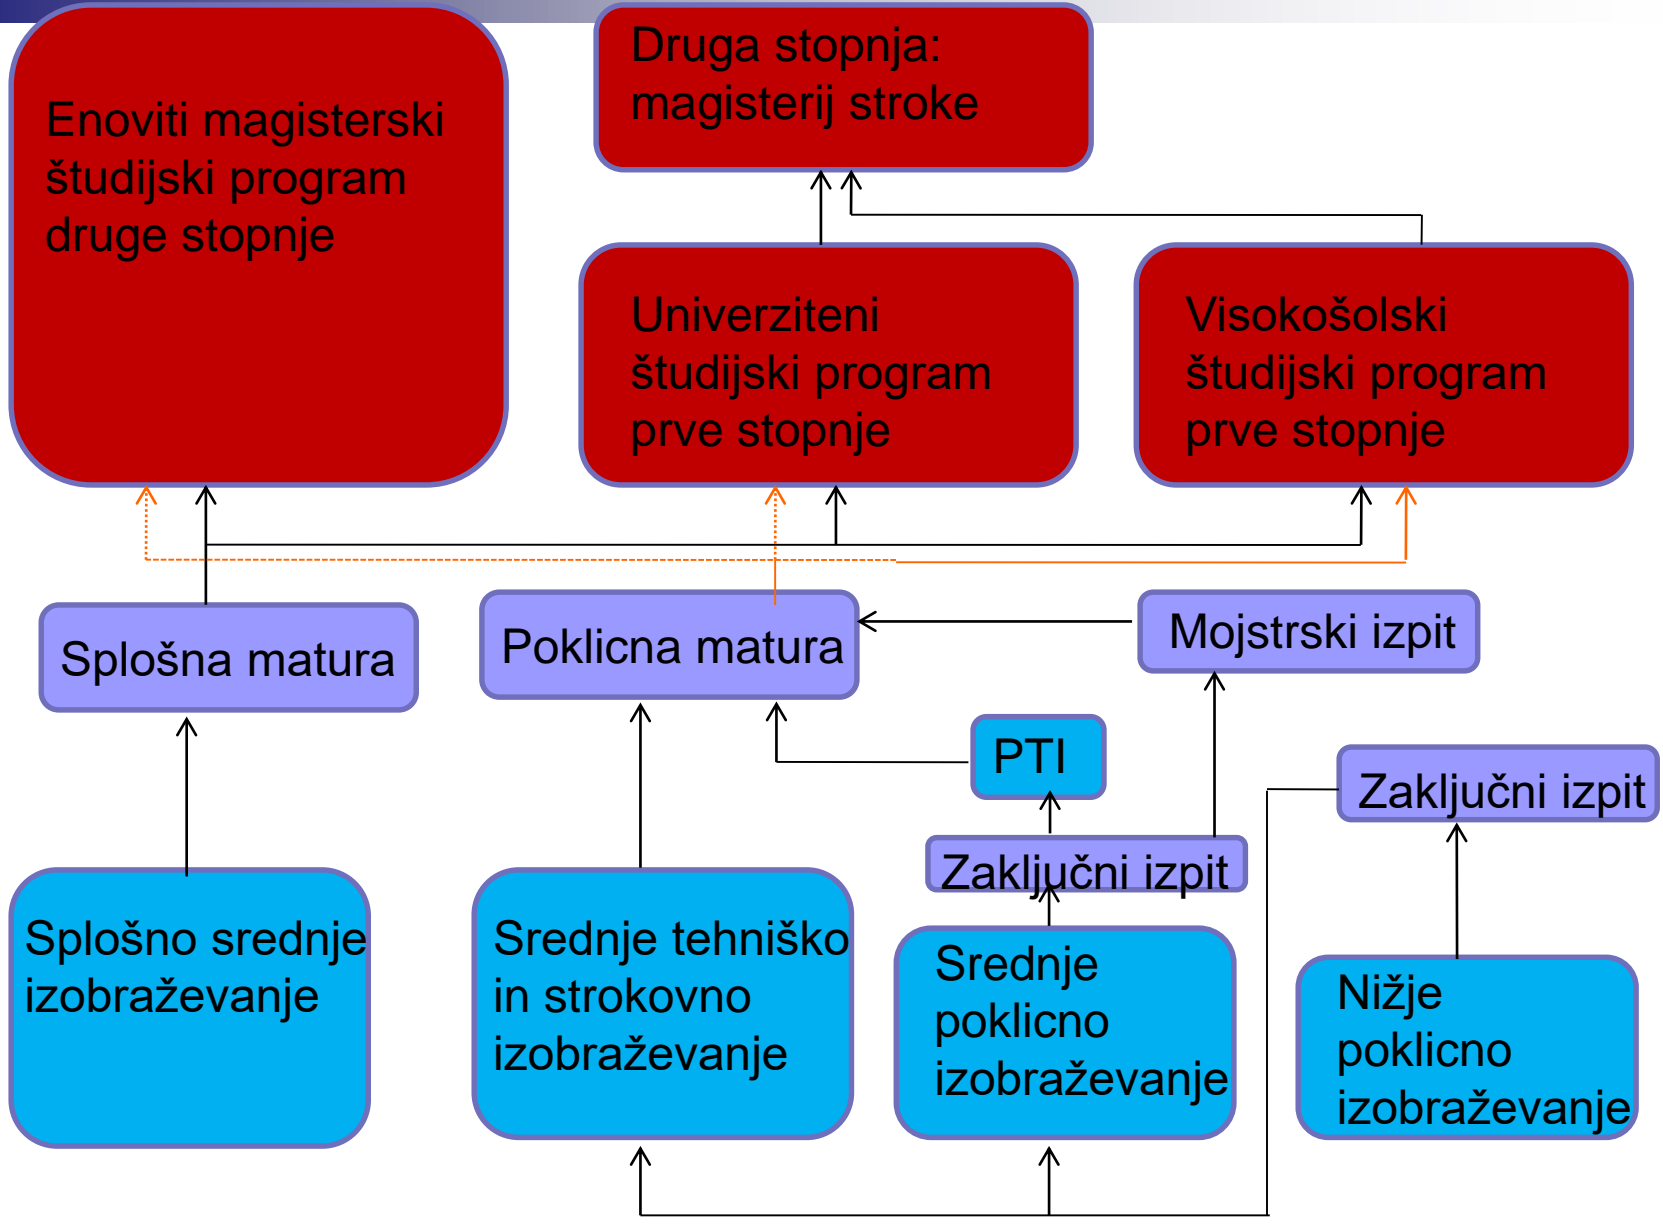 Enoviti magisterski
študijski program
druge stopnje
Druga stopnja:
magisterij stroke
Univerziteni
študijski program
prve stopnje
Visokošolski
študijski program
prve stopnje
Splošna matura
Poklicna matura
Mojstrski izpit
PTI
Zaključni izpit
Zaključni izpit
Splošno srednje
izobraževanje
Srednje tehniško
in strokovno
izobraževanje
Srednje
poklicno
izobraževanje
Nižje
poklicno
izobraževanje